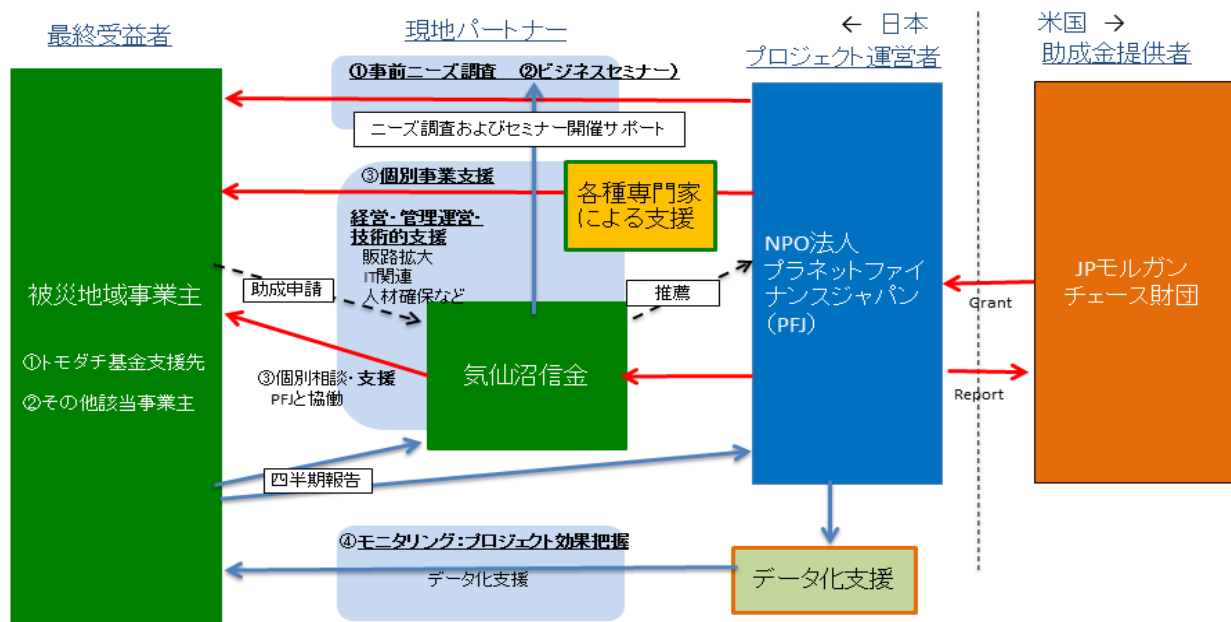 最終受益者
現地パートナー
← 日本
プロジェクト運営者
米国 →
助成金提供者
①事前ニーズ調査 ②ビジネスセミナー)
ニーズ調査およびセミナー開催サポート
③個別事業支援
各種専門家
による支援
経営・管理運営・
技術的支援
販路拡大
IT関連
人材確保など
助成申請
推薦
被災地域事業主
①トモダチ基金支援先
②その他該当事業主
気仙沼信金
③個別相談・支援
PFJと協働
NPO法人
プラネットファイ
ナンスジャパン
(PFJ)
Grant
Report
JPモルガン
チェース財団
四半期報告
④モニタリング:プロジェクト効果把握
データ化支援
データ化支援